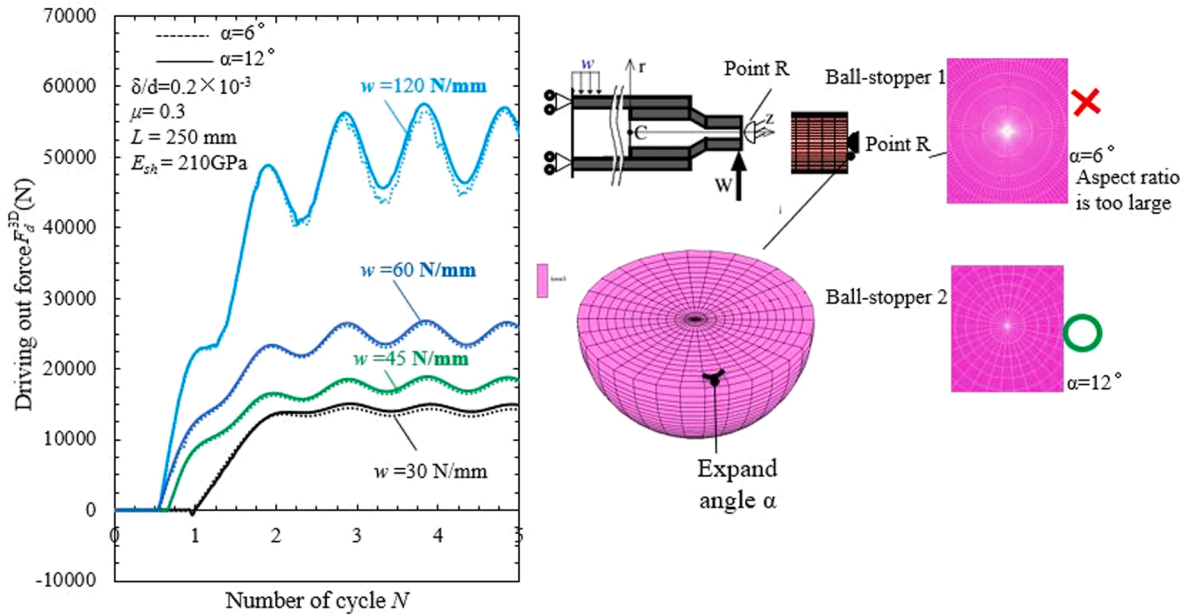 70000
60000
50000
40000
30000
20000
10000
0
-10000
0
1
2
3
4
5
Driving out force F_d^{3D}(N)
Number of cycle N
α=6°
α=12°
δ/d=0.2×10⁻³
μ= 0.3
L = 250 mm
E_sh = 210GPa
w =120 N/mm
w =60 N/mm
w =45 N/mm
w =30 N/mm
w
r
Point R
C
z
W
Point R
Ball-stopper 1
α=6°
Aspect ratio
is too large
Ball-stopper 2
α=12°
Expand
angle α